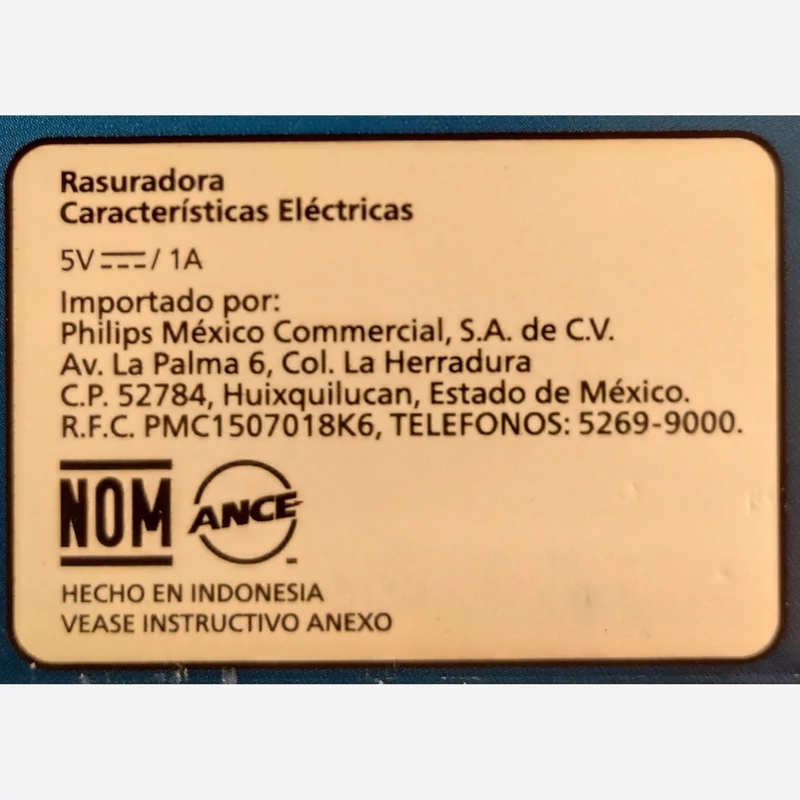 Rasuradora
Características Eléctricas
5V ⎓ / 1A
Importado por:
Philips México Commercial, S.A. de C.V.
Av. La Palma 6, Col. La Herradura
C.P. 52784, Huixquilucan, Estado de México.
R.F.C. PMC1507018K6, TELEFONOS: 5269-9000.
NOM ANCE
HECHO EN INDONESIA
VEASE INSTRUCTIVO ANEXO